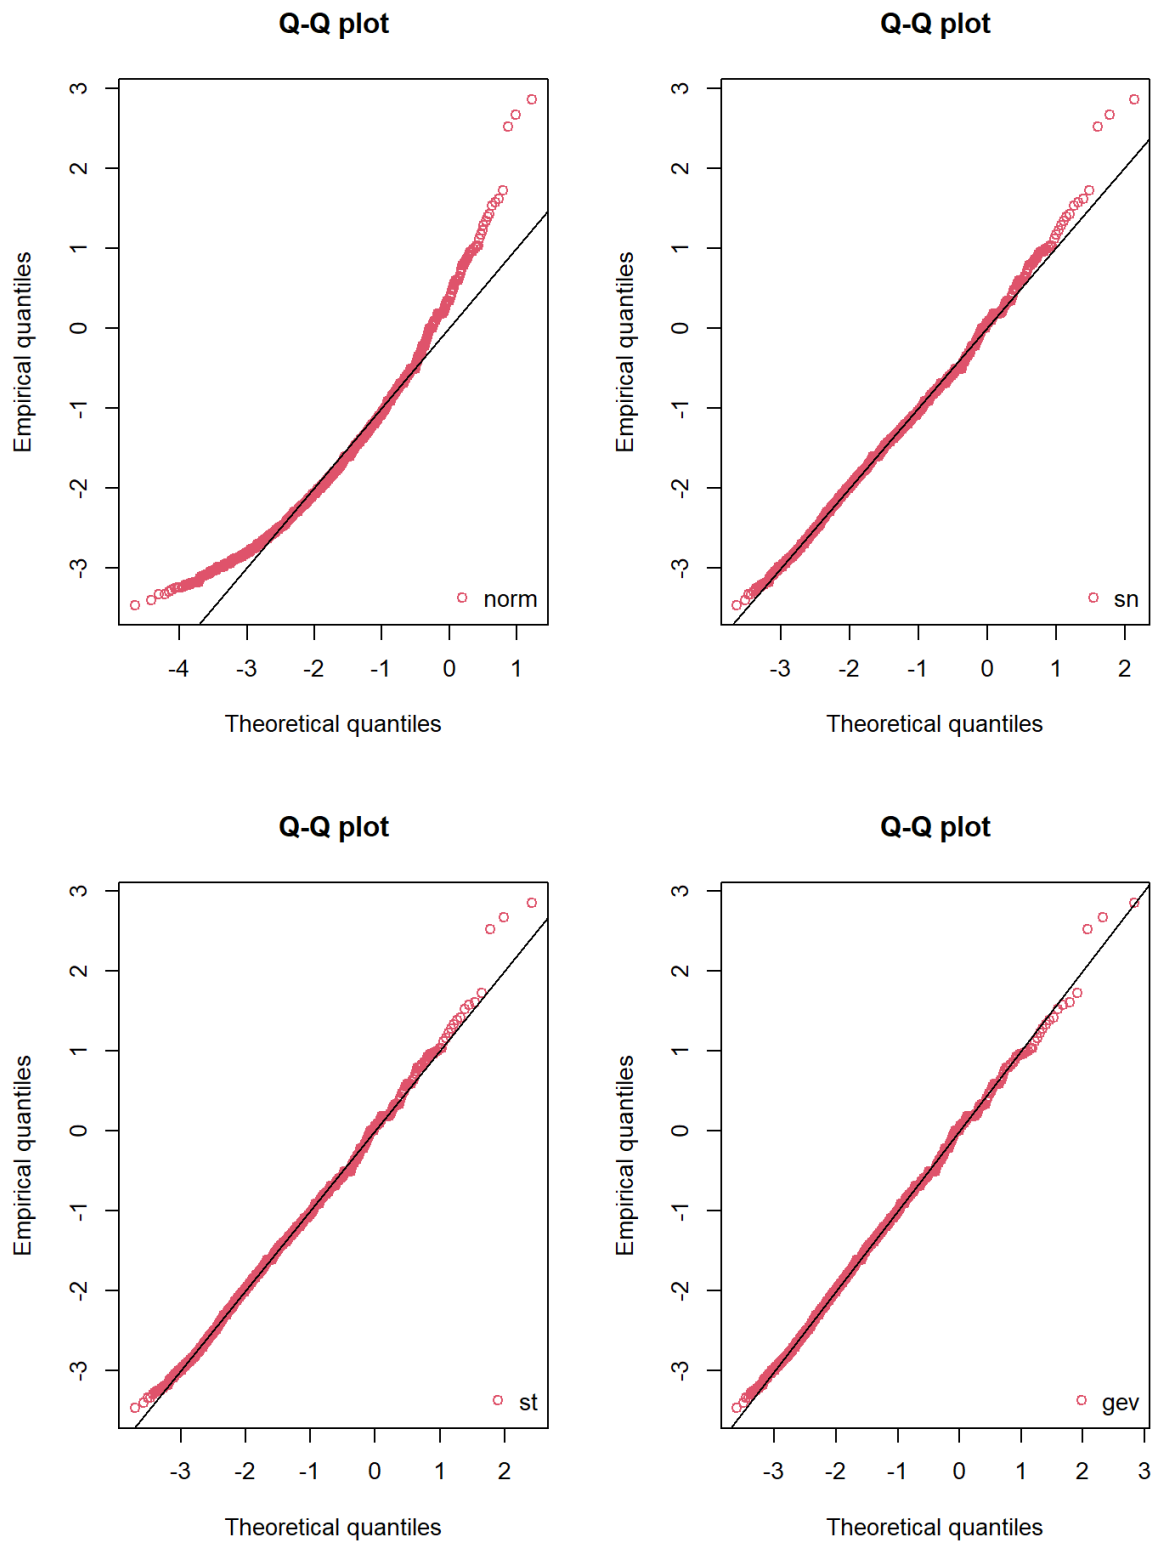 Q-Q plot
Empirical quantiles
3
2
1
0
-1
-2
-3
norm
-4 -3 -2 -1 0 1
Theoretical quantiles
Q-Q plot
Empirical quantiles
3
2
1
0
-1
-2
-3
sn
-3 -2 -1 0 1 2
Theoretical quantiles
Q-Q plot
Empirical quantiles
3
2
1
0
-1
-2
-3
st
-3 -2 -1 0 1 2
Theoretical quantiles
Q-Q plot
Empirical quantiles
3
2
1
0
-1
-2
-3
gev
-3 -2 -1 0 1 2 3
Theoretical quantiles